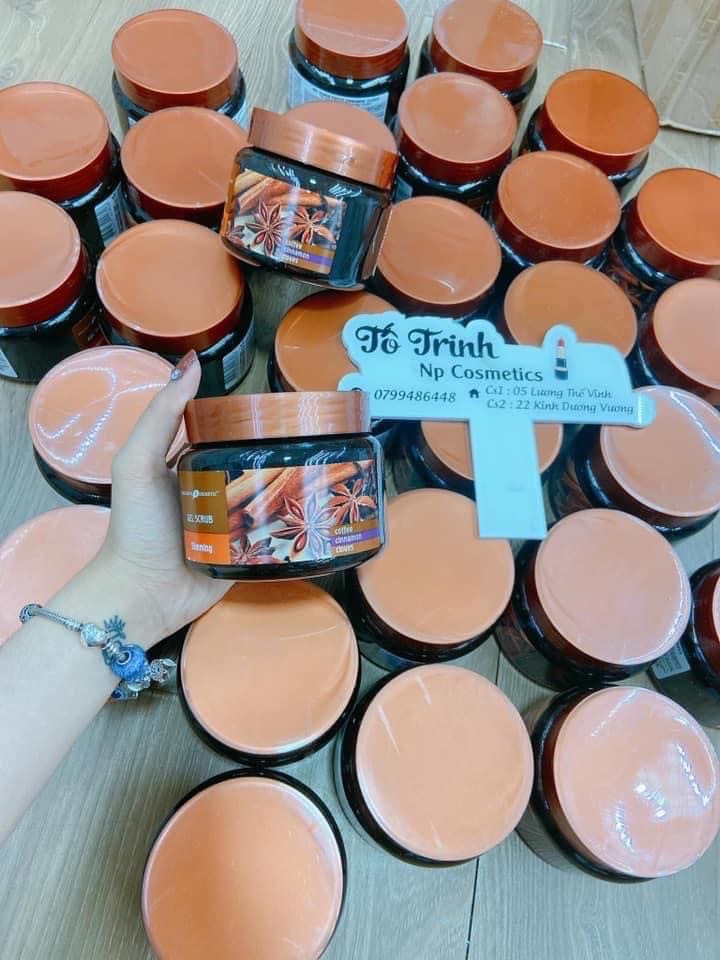 coffee
cinnamon
cloves
Tố Trinh
Np Cosmetics
0799486448
Cs1 : 05 Lương Thế Vinh
Cs2 : 22 Kinh Dương Vương
GEL SCRUB
Slimming
coffee
cinnamon
cloves